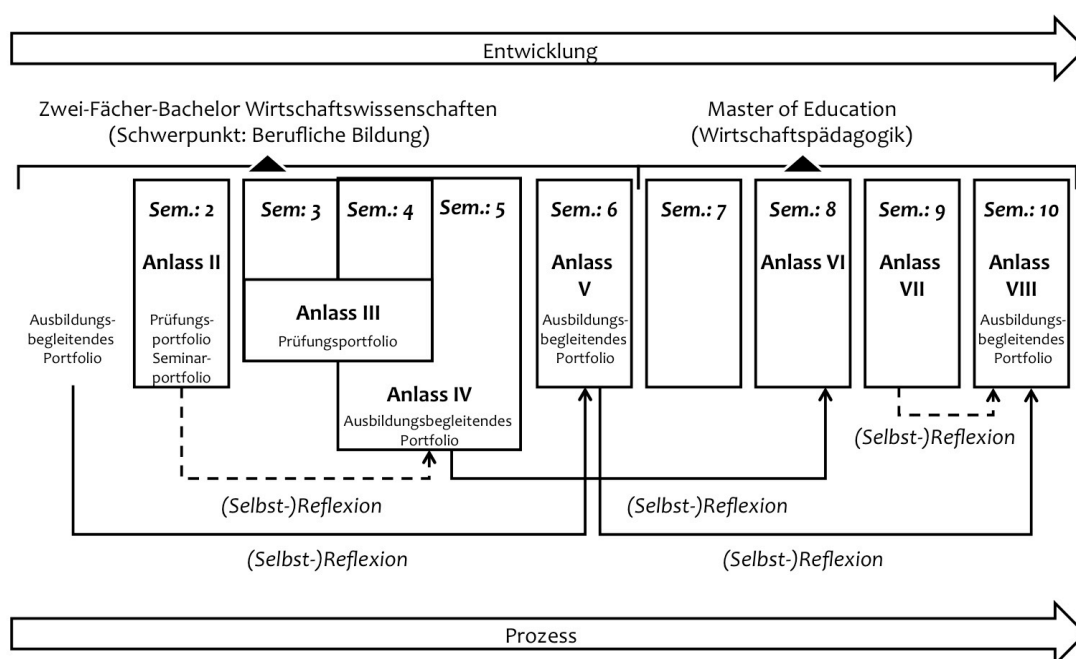 Entwicklung
Zwei-Fächer-Bachelor Wirtschaftswissenschaften
(Schwerpunkt: Berufliche Bildung)
Master of Education
(Wirtschaftspädagogik)
Ausbildungs-
begleitendes
Portfolio
Sem.: 2
Anlass II
Prüfungs-
portfolio
Seminar-
portfolio
Sem: 3
Sem.: 4
Sem.: 5
Anlass III
Prüfungsportfolio
Anlass IV
Ausbildungsbegleitendes
Portfolio
Sem.: 6
Anlass
V
Ausbildungs-
begleitendes
Portfolio
Sem.: 7
Sem.: 8
Anlass VI
Sem.: 9
Anlass
VII
Sem.: 10
Anlass
VIII
Ausbildungs-
begleitendes
Portfolio
(Selbst-)Reflexion
(Selbst-)Reflexion
(Selbst-)Reflexion
(Selbst-)Reflexion
(Selbst-)Reflexion
Prozess